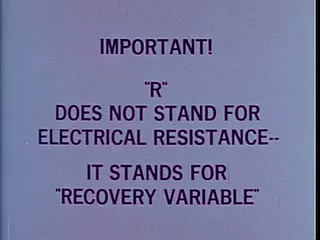 IMPORTANT!
"R"
DOES NOT STAND FOR
ELECTRICAL RESISTANCE--
IT STANDS FOR
"RECOVERY VARIABLE"